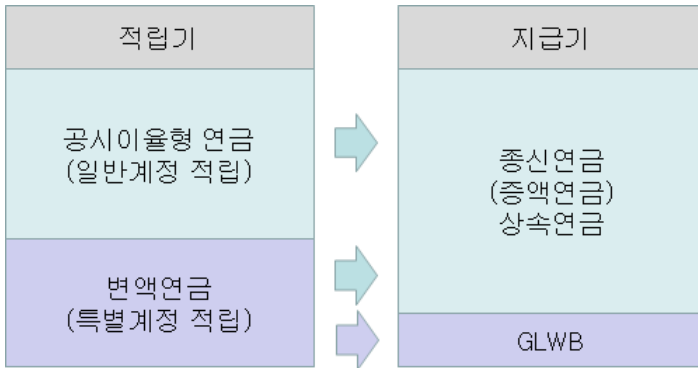 적립기
공시이율형 연금
(일반계정 적립)
변액연금
(특별계정 적립)
지급기
종신연금
(증액연금)
상속연금
GLWB